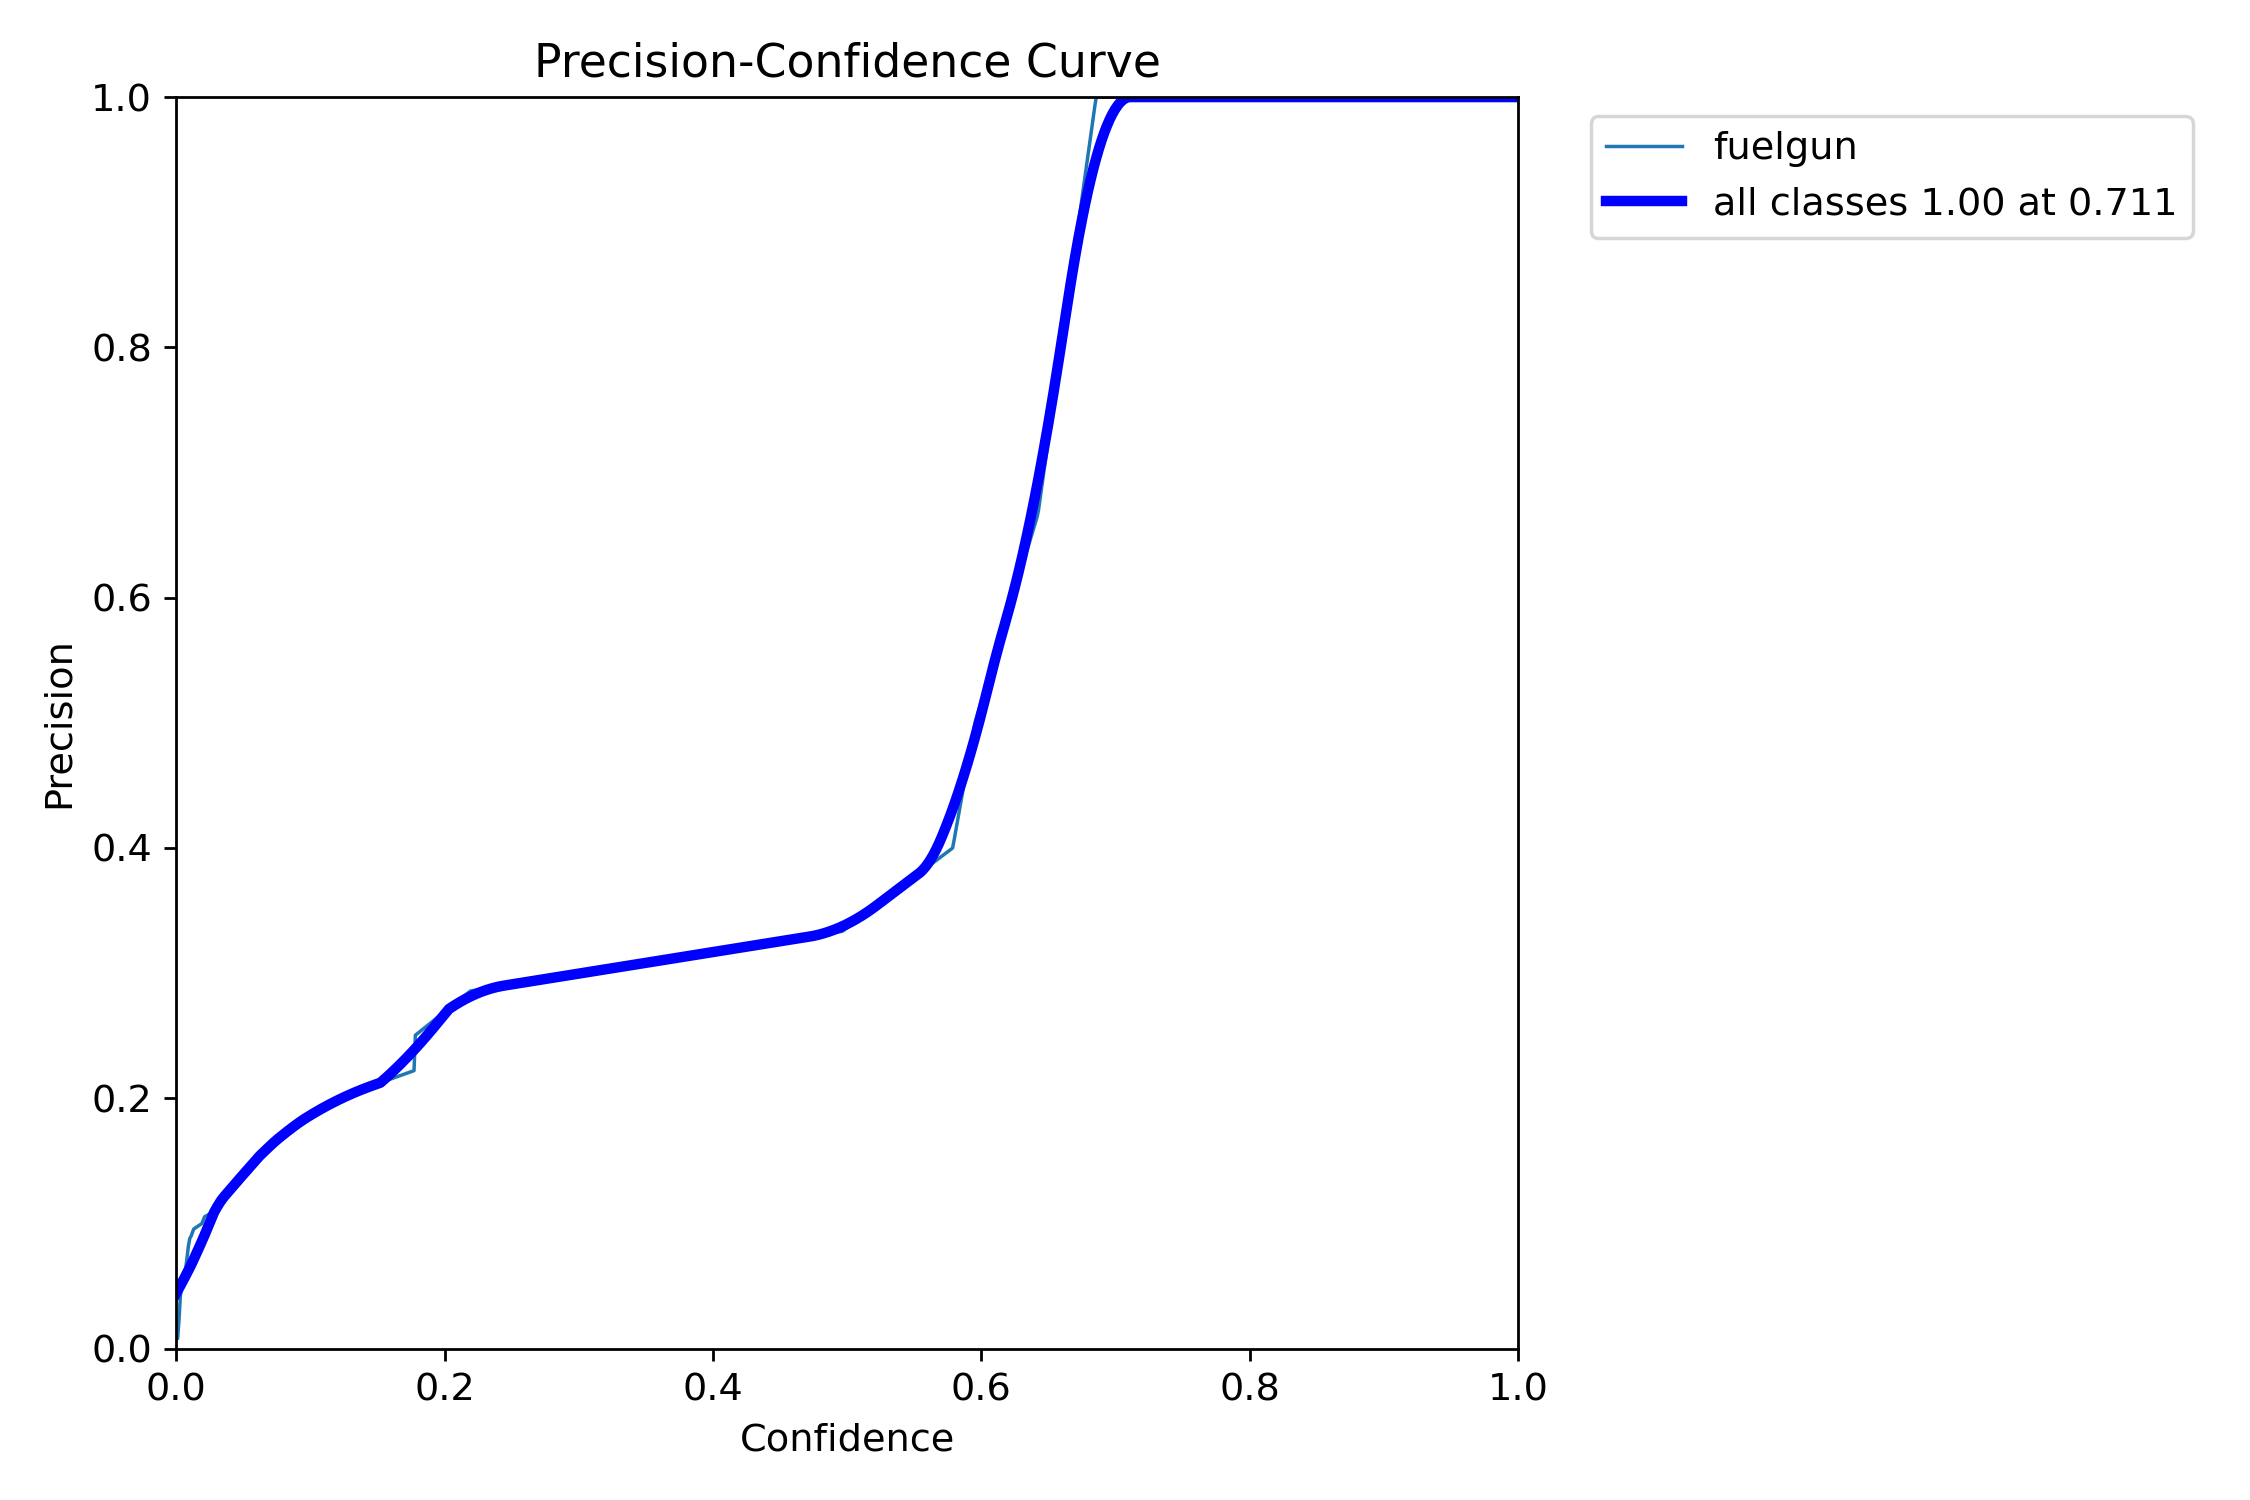 Precision-Confidence Curve
1.0
0.8
0.6
0.4
0.2
0.0
Precision
0.0 0.2 0.4 0.6 0.8 1.0
Confidence
fuelgun
all classes 1.00 at 0.711